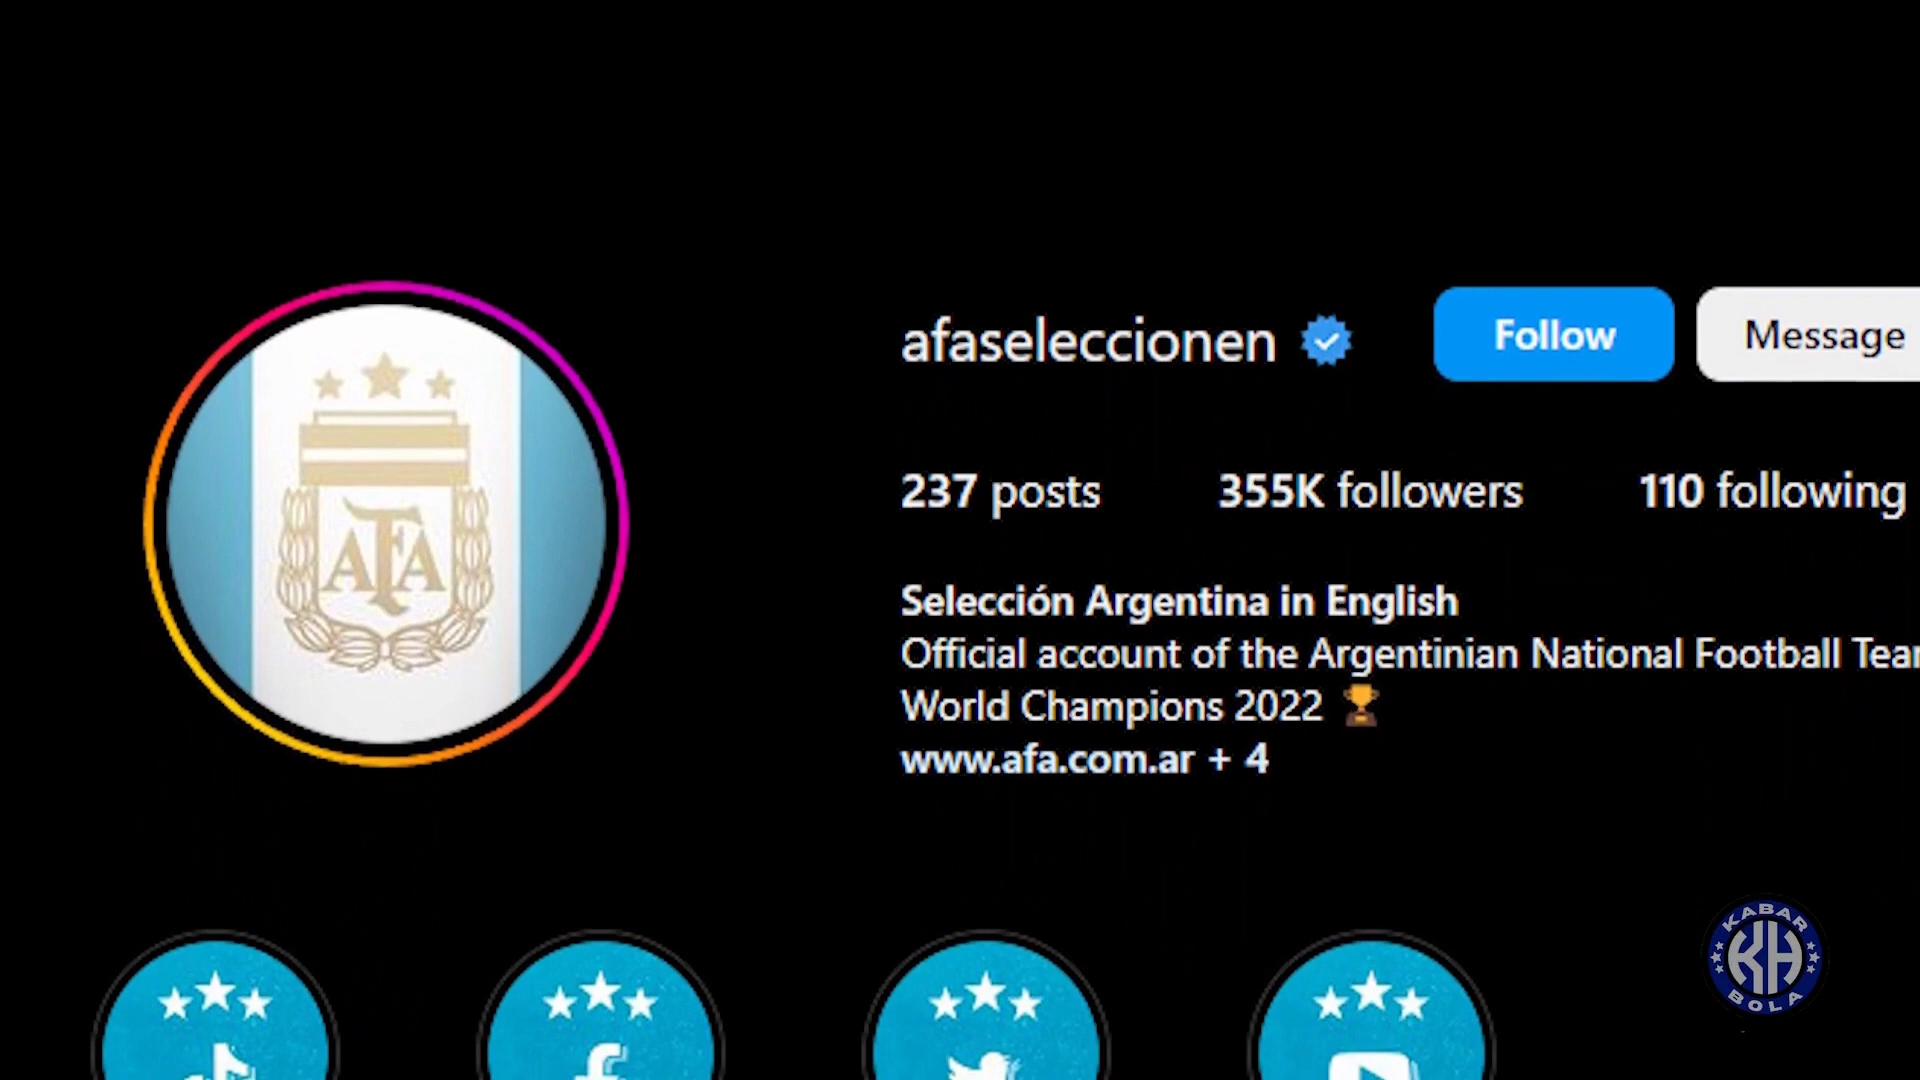 afaseleccionen
Follow
Message
237 posts
355K followers
110 following
Selección Argentina in English
Official account of the Argentinian National Football Tea
World Champions 2022
www.afa.com.ar + 4
AFA
KABAR
KH
BOLA